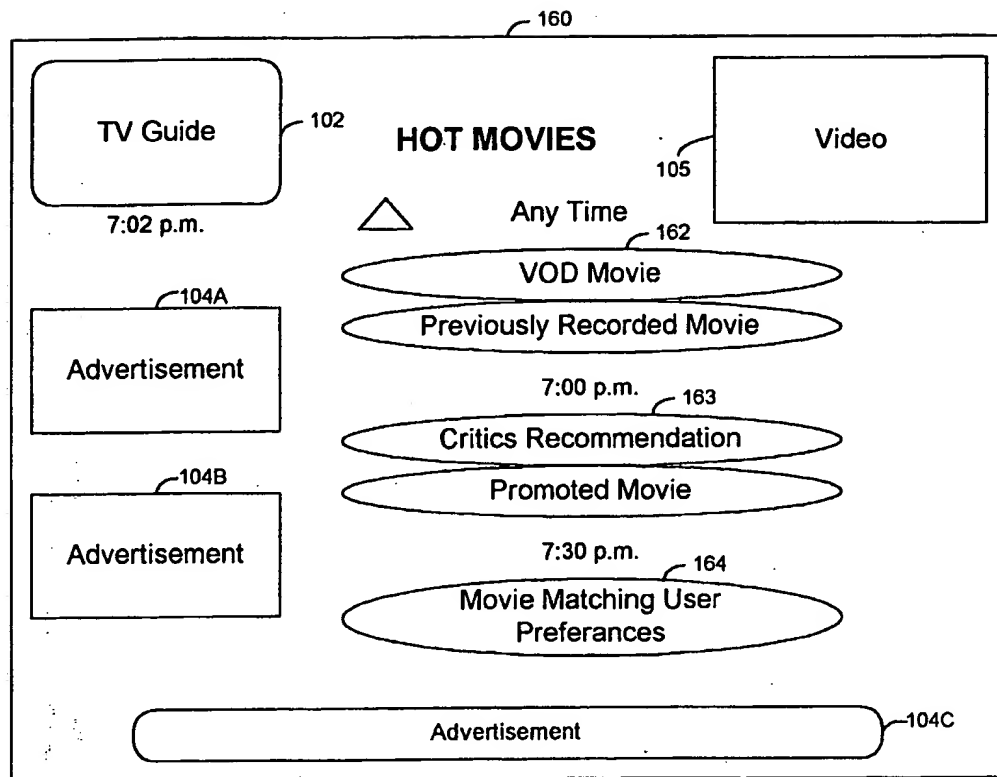 160
TV Guide
102
HOT MOVIES
105
Video
7:02 p.m.
Any Time
162
VOD Movie
Previously Recorded Movie
104A
Advertisement
7:00 p.m.
163
Critics Recommendation
Promoted Movie
104B
Advertisement
7:30 p.m.
164
Movie Matching User
Preferances
Advertisement
104C